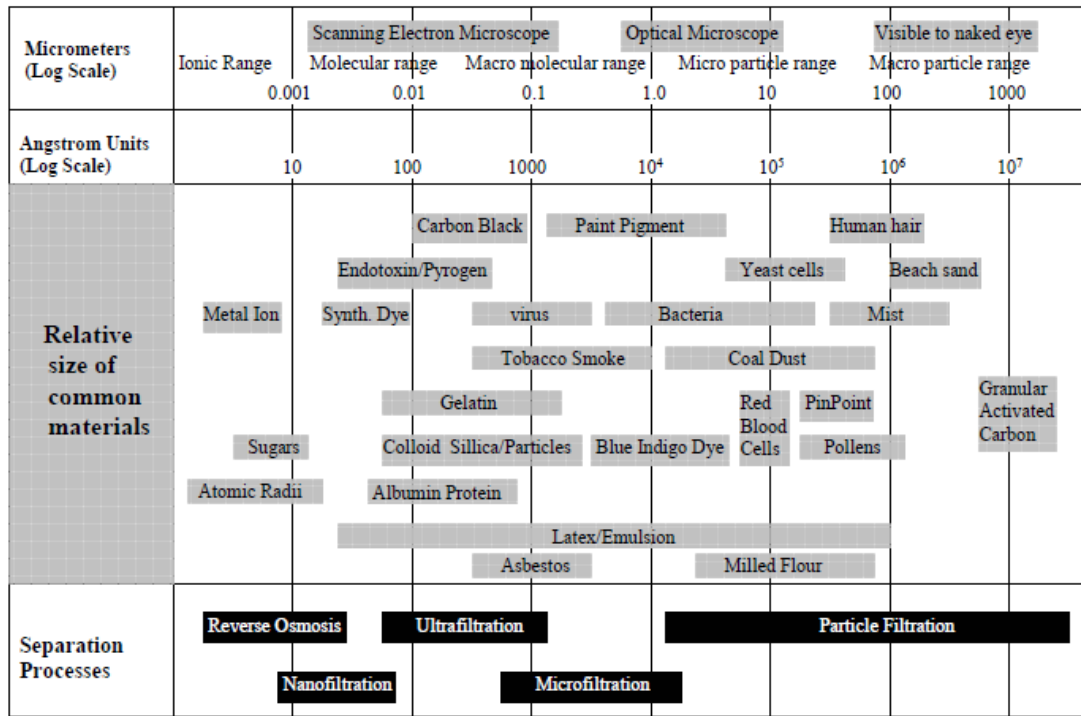 Micrometers
(Log Scale)
Scanning Electron Microscope
Optical Microscope
Visible to naked eye
Ionic Range
Molecular range
Macro molecular range
Micro particle range
Macro particle range
0.001
0.01
0.1
1.0
10
100
1000
Angstrom Units
(Log Scale)
10
100
1000
10⁴
10⁵
10⁶
10⁷
Relative
size of
common
materials
Carbon Black
Paint Pigment
Human hair
Endotoxin/Pyrogen
Yeast cells
Beach sand
Metal Ion
Synth. Dye
virus
Bacteria
Mist
Tobacco Smoke
Coal Dust
Gelatin
Red
Blood
Cells
PinPoint
Granular
Activated
Carbon
Sugars
Colloid Sillica/Particles
Blue Indigo Dye
Pollens
Atomic Radii
Albumin Protein
Latex/Emulsion
Asbestos
Milled Flour
Separation
Processes
Reverse Osmosis
Ultrafiltration
Particle Filtration
Nanofiltration
Microfiltration